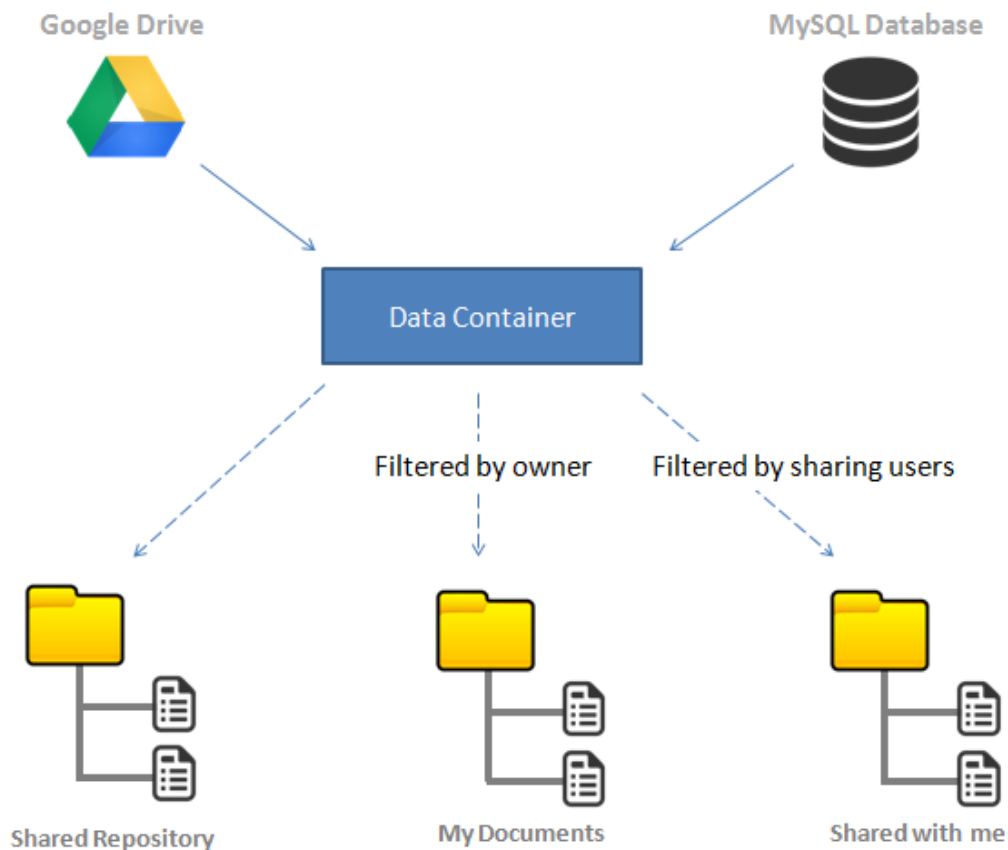 Google Drive
MySQL Database
Data Container
Filtered by owner
Filtered by sharing users
Shared Repository
My Documents
Shared with me